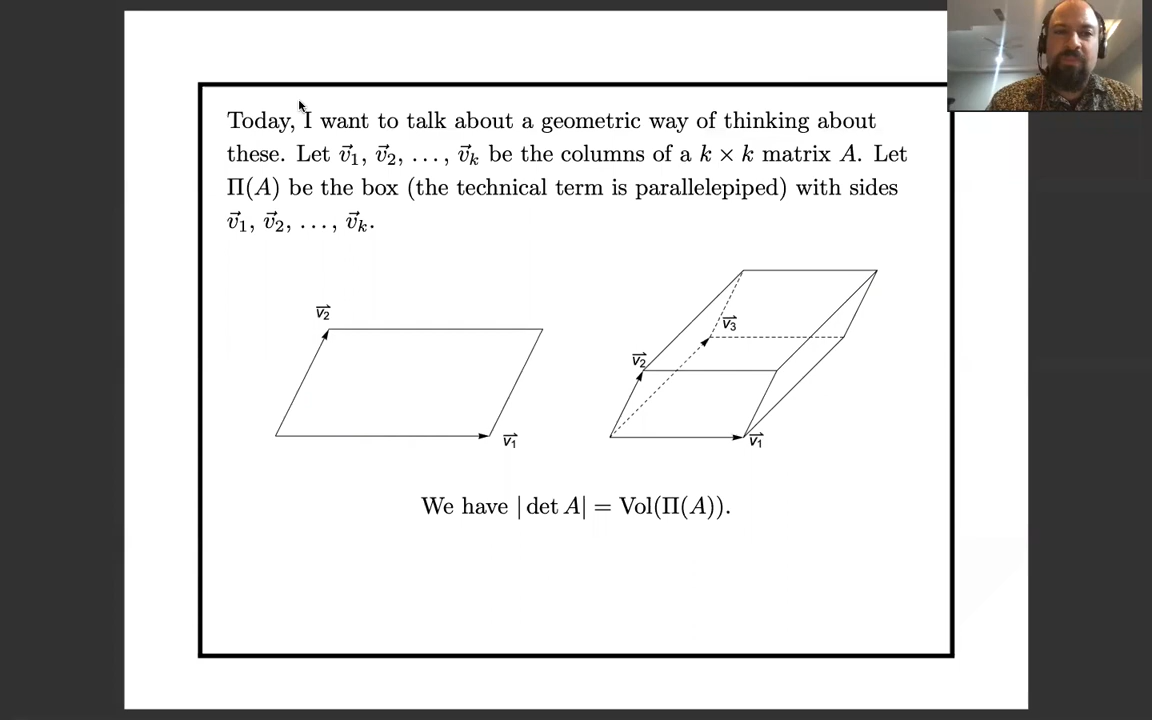 Today, I want to talk about a geometric way of thinking about
these. Let v⃗₁, v⃗₂, . . . , v⃗ₖ be the columns of a k × k matrix A. Let
Π(A) be the box (the technical term is parallelepiped) with sides
v⃗₁, v⃗₂, . . . , v⃗ₖ.
v⃗₂
v⃗₁
v⃗₃
v⃗₂
v⃗₁
We have | det A| = Vol(Π(A)).